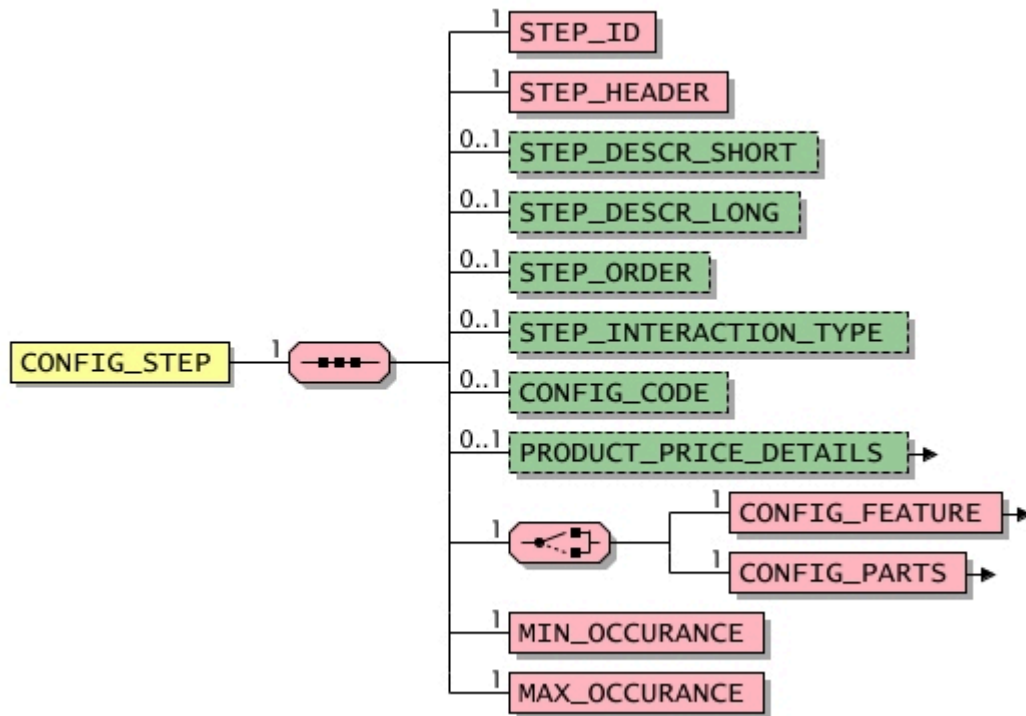 1 STEP_ID
1 STEP_HEADER
0..1 STEP_DESCR_SHORT
0..1 STEP_DESCR_LONG
0..1 STEP_ORDER
0..1 STEP_INTERACTION_TYPE
CONFIG_STEP 1
0..1 CONFIG_CODE
0..1 PRODUCT_PRICE_DETAILS
1 CONFIG_FEATURE
1
1 CONFIG_PARTS
1 MIN_OCCURANCE
1 MAX_OCCURANCE